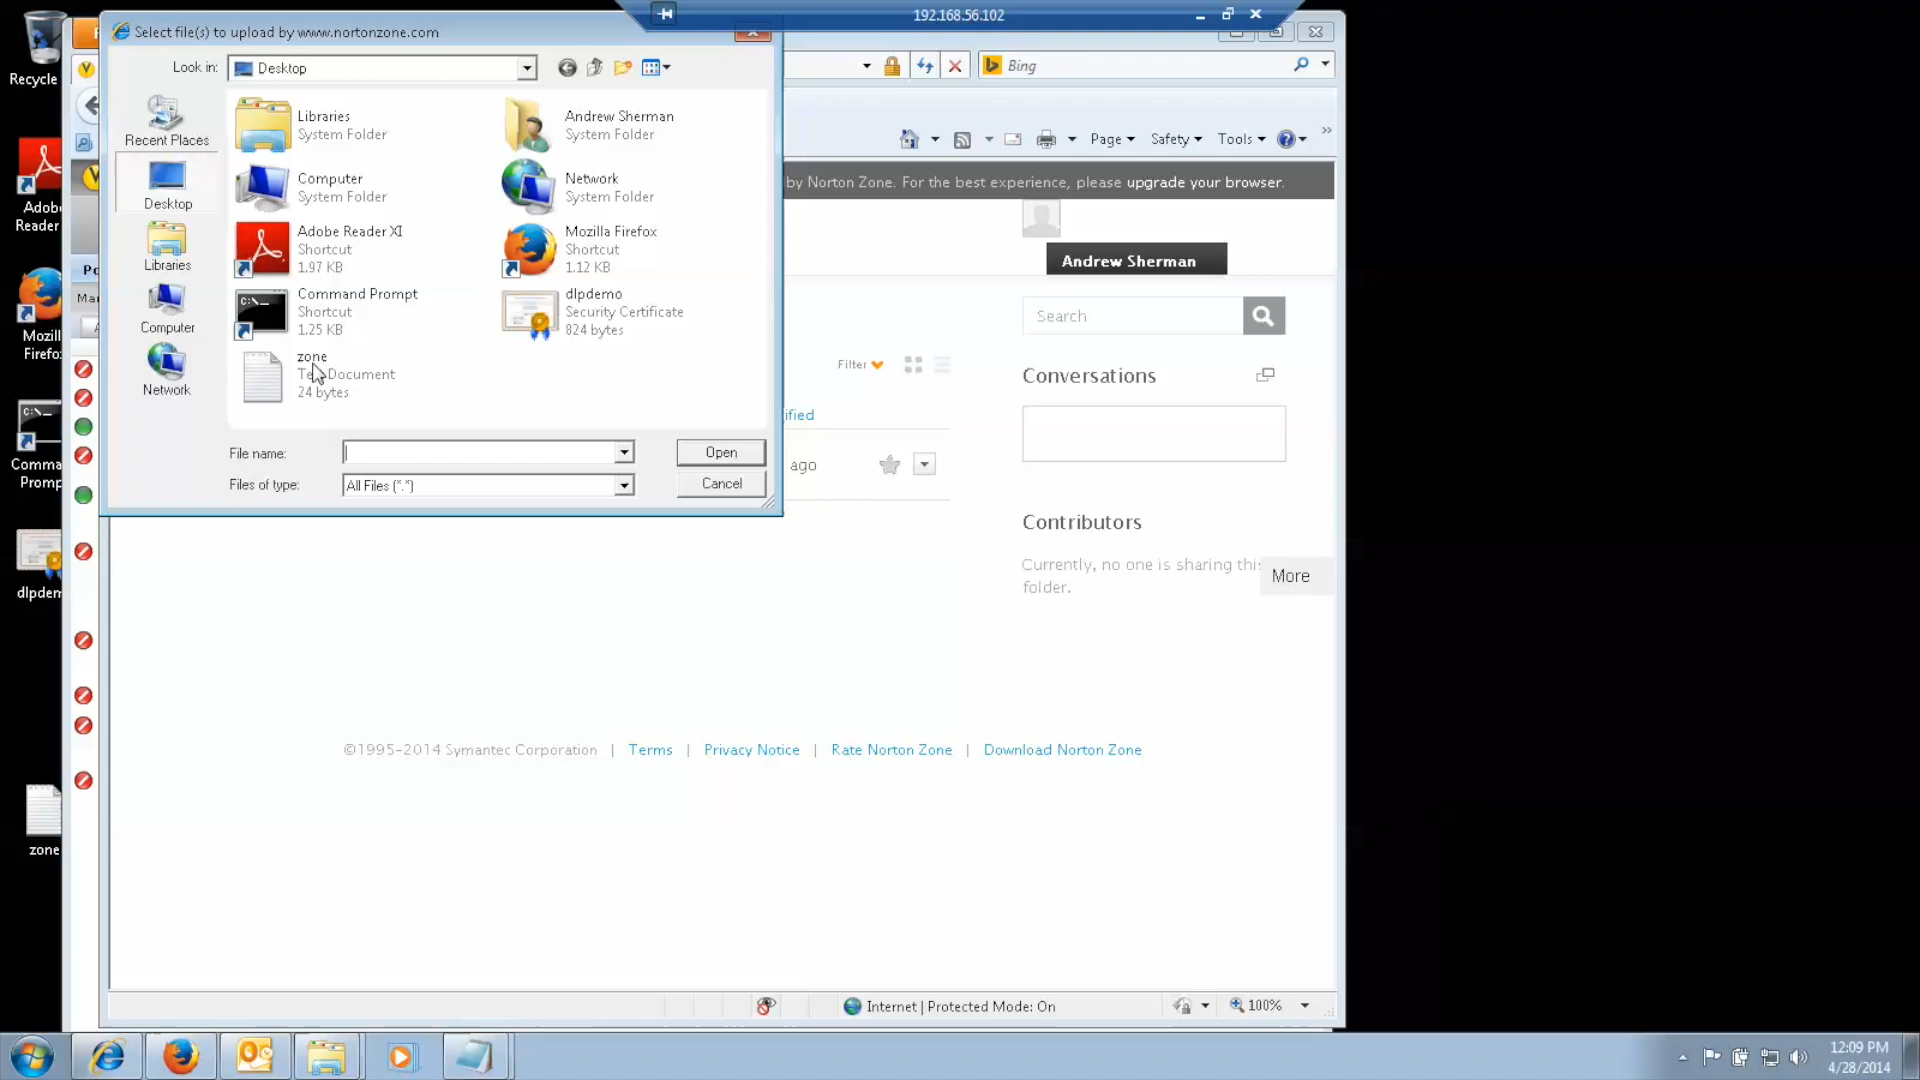 192.168.56.102
Select file(s) to upload by www.nortonzone.com
Look in:
Desktop
Bing
Recycle
Recent Places
Desktop
Libraries
Computer
Network
Libraries
System Folder
Andrew Sherman
System Folder
Computer
System Folder
Network
System Folder
Adobe Reader XI
Shortcut
1.97 KB
Mozilla Firefox
Shortcut
1.12 KB
Command Prompt
Shortcut
1.25 KB
dlpdemo
Security Certificate
824 bytes
zone
Document
24 bytes
File name:
Open
Files of type:
All Files (*.*)
Cancel
Page
Safety
Tools
by Norton Zone. For the best experience, please upgrade your browser.
Andrew Sherman
Search
Filter
Conversations
ified
ago
Contributors
Currently, no one is sharing this
folder.
More
Adobe
Reader
Mozilla
Firefo
Comma
Promp
dlpdem
zone
©1995-2014 Symantec Corporation | Terms | Privacy Notice | Rate Norton Zone | Download Norton Zone
Internet | Protected Mode: On
100%
12:09 PM
4/28/2014